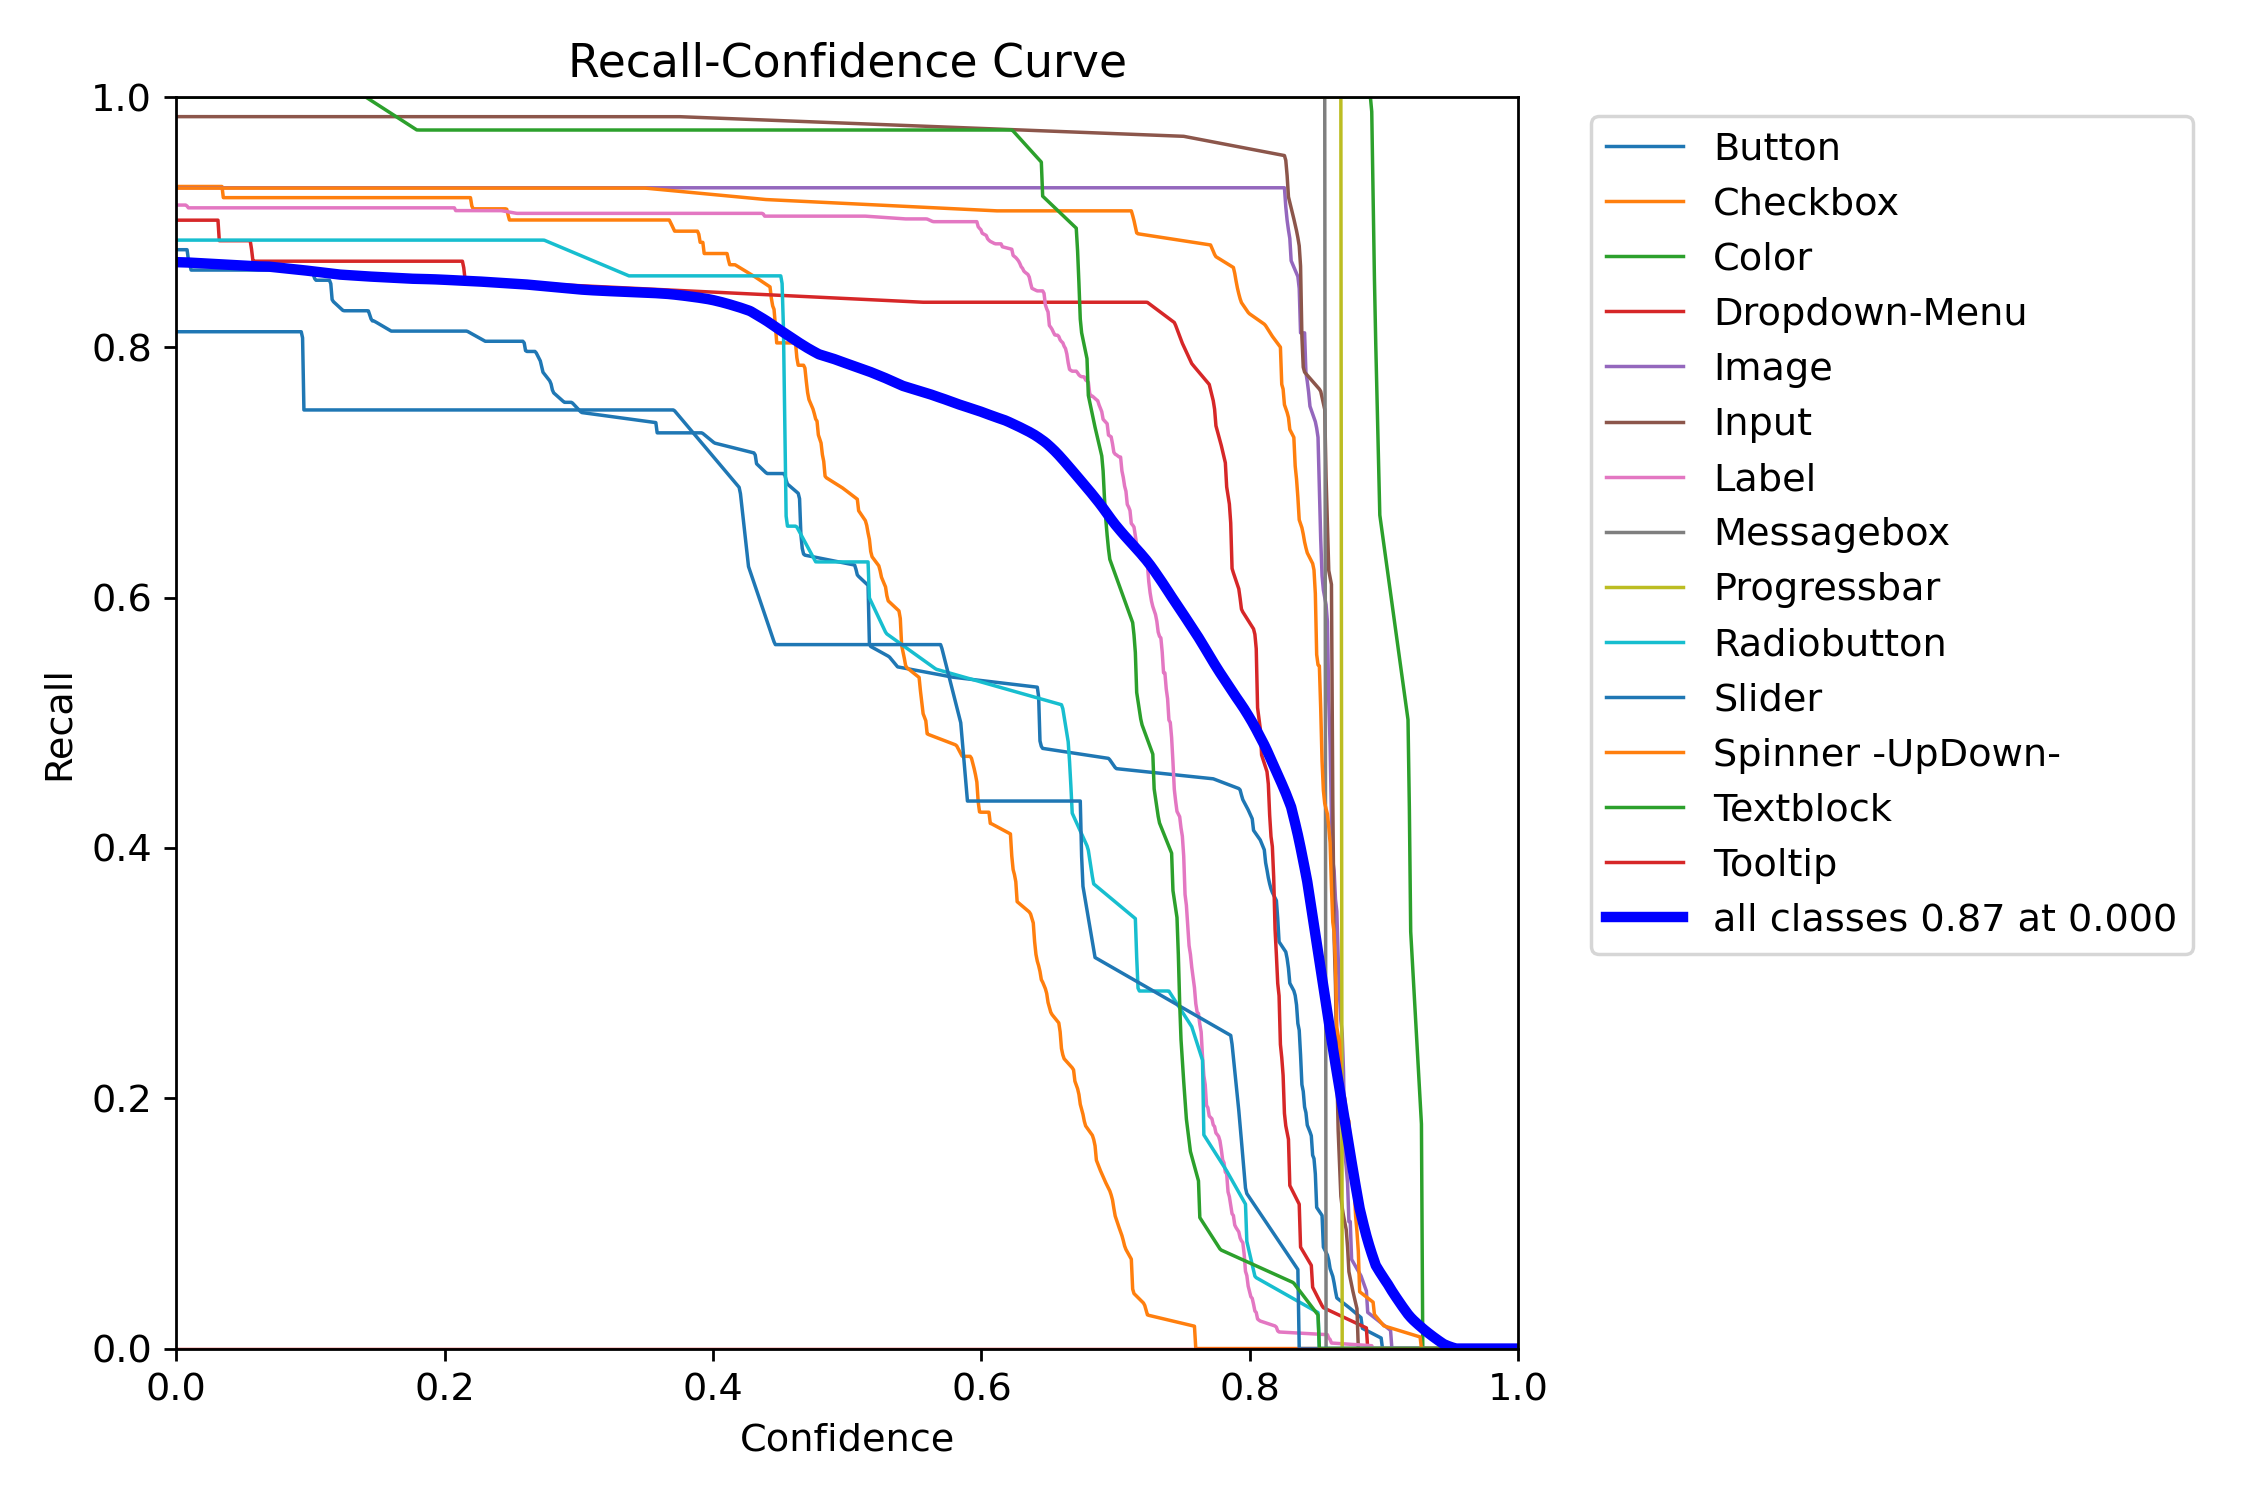 Recall-Confidence Curve
1.0
0.8
0.6
0.4
0.2
0.0
Recall
0.0 0.2 0.4 0.6 0.8 1.0
Confidence
Button
Checkbox
Color
Dropdown-Menu
Image
Input
Label
Messagebox
Progressbar
Radiobutton
Slider
Spinner -UpDown-
Textblock
Tooltip
all classes 0.87 at 0.000